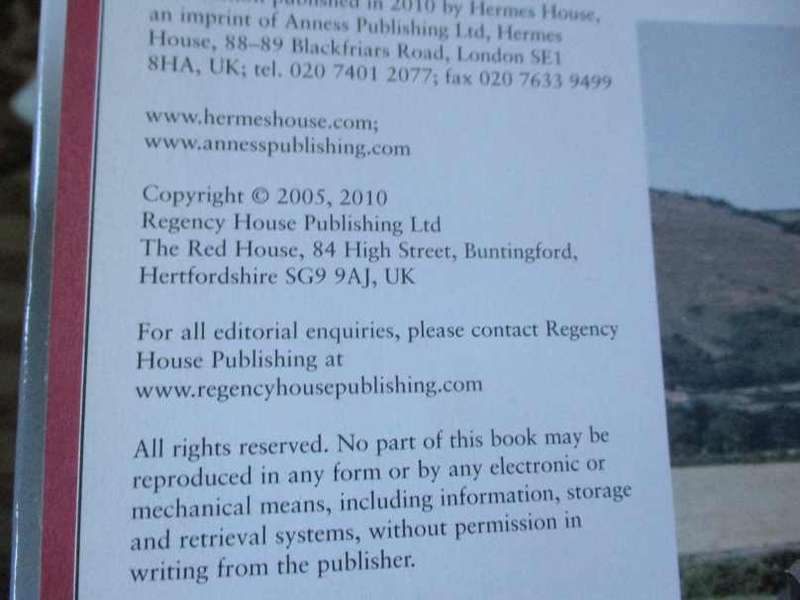 published in 2010 by Hermes House,
an imprint of Anness Publishing Ltd, Hermes
House, 88–89 Blackfriars Road, London SE1
8HA, UK; tel. 020 7401 2077; fax 020 7633 9499
www.hermeshouse.com;
www.annesspublishing.com
Copyright © 2005, 2010
Regency House Publishing Ltd
The Red House, 84 High Street, Buntingford,
Hertfordshire SG9 9AJ, UK
For all editorial enquiries, please contact Regency
House Publishing at
www.regencyhousepublishing.com
All rights reserved. No part of this book may be
reproduced in any form or by any electronic or
mechanical means, including information, storage
and retrieval systems, without permission in
writing from the publisher.